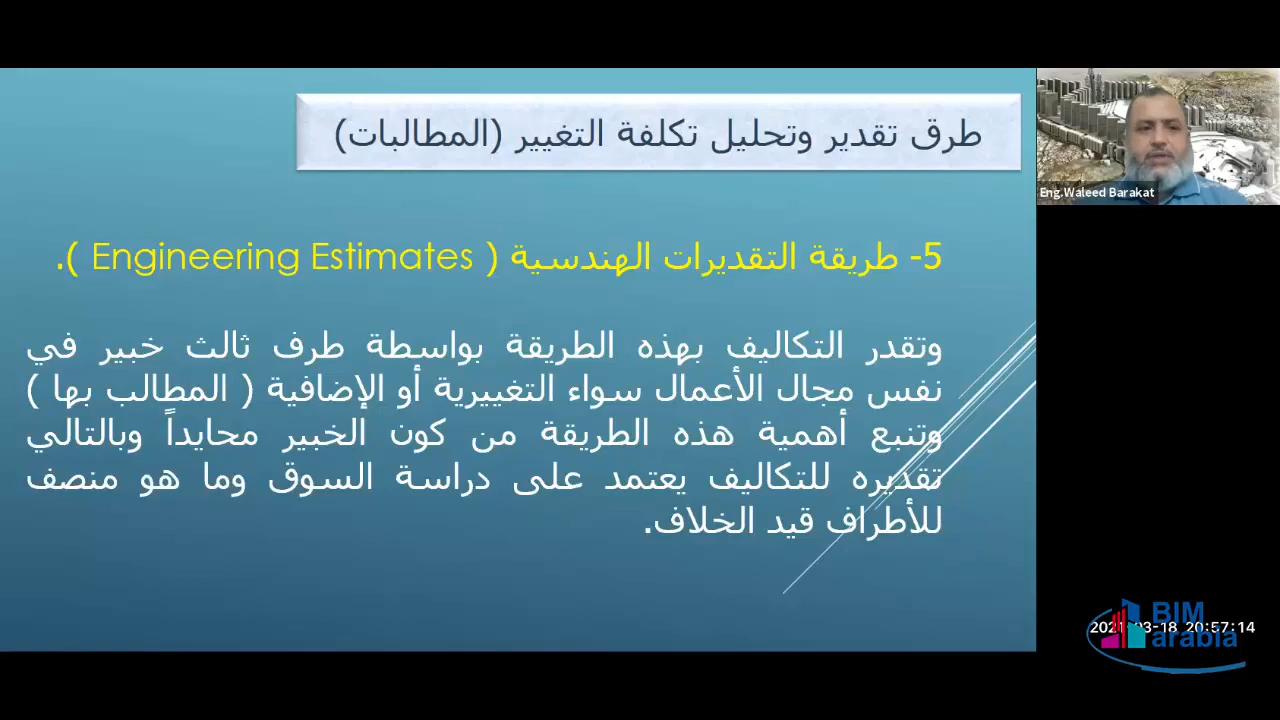 طرق تقدير وتحليل تكلفة التغيير (المطالبات)
Eng.Waleed Barakat
5- طريقة التقديرات الهندسية ( Engineering Estimates ).
وتقدر التكاليف بهذه الطريقة بواسطة طرف ثالث خبير في
نفس مجال الأعمال سواء التغييرية أو الإضافية ( المطالب بها )
وتنبع أهمية هذه الطريقة من كون الخبير محايداً وبالتالي
تقديره للتكاليف يعتمد على دراسة السوق وما هو منصف
للأطراف قيد الخلاف.
BIM
arabia
2021-03-18 20:57:14